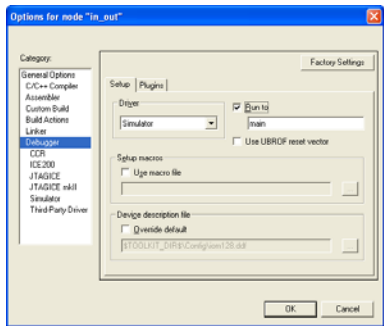 Options for node "in_out"
Category:
General Options
C/C++ Compiler
Assembler
Custom Build
Build Actions
Linker
Debugger
CCR
ICE200
JTAGICE
JTAGICE mkII
Simulator
Third-Party Driver
Factory Settings
Setup Plugins
Driver
Simulator
Run to
main
Use UBROF reset vector
Setup macros
Use macro file
...
Device description file
Override default
$TOOLKIT_DIR$\Config\iom128.ddf
...
OK Cancel